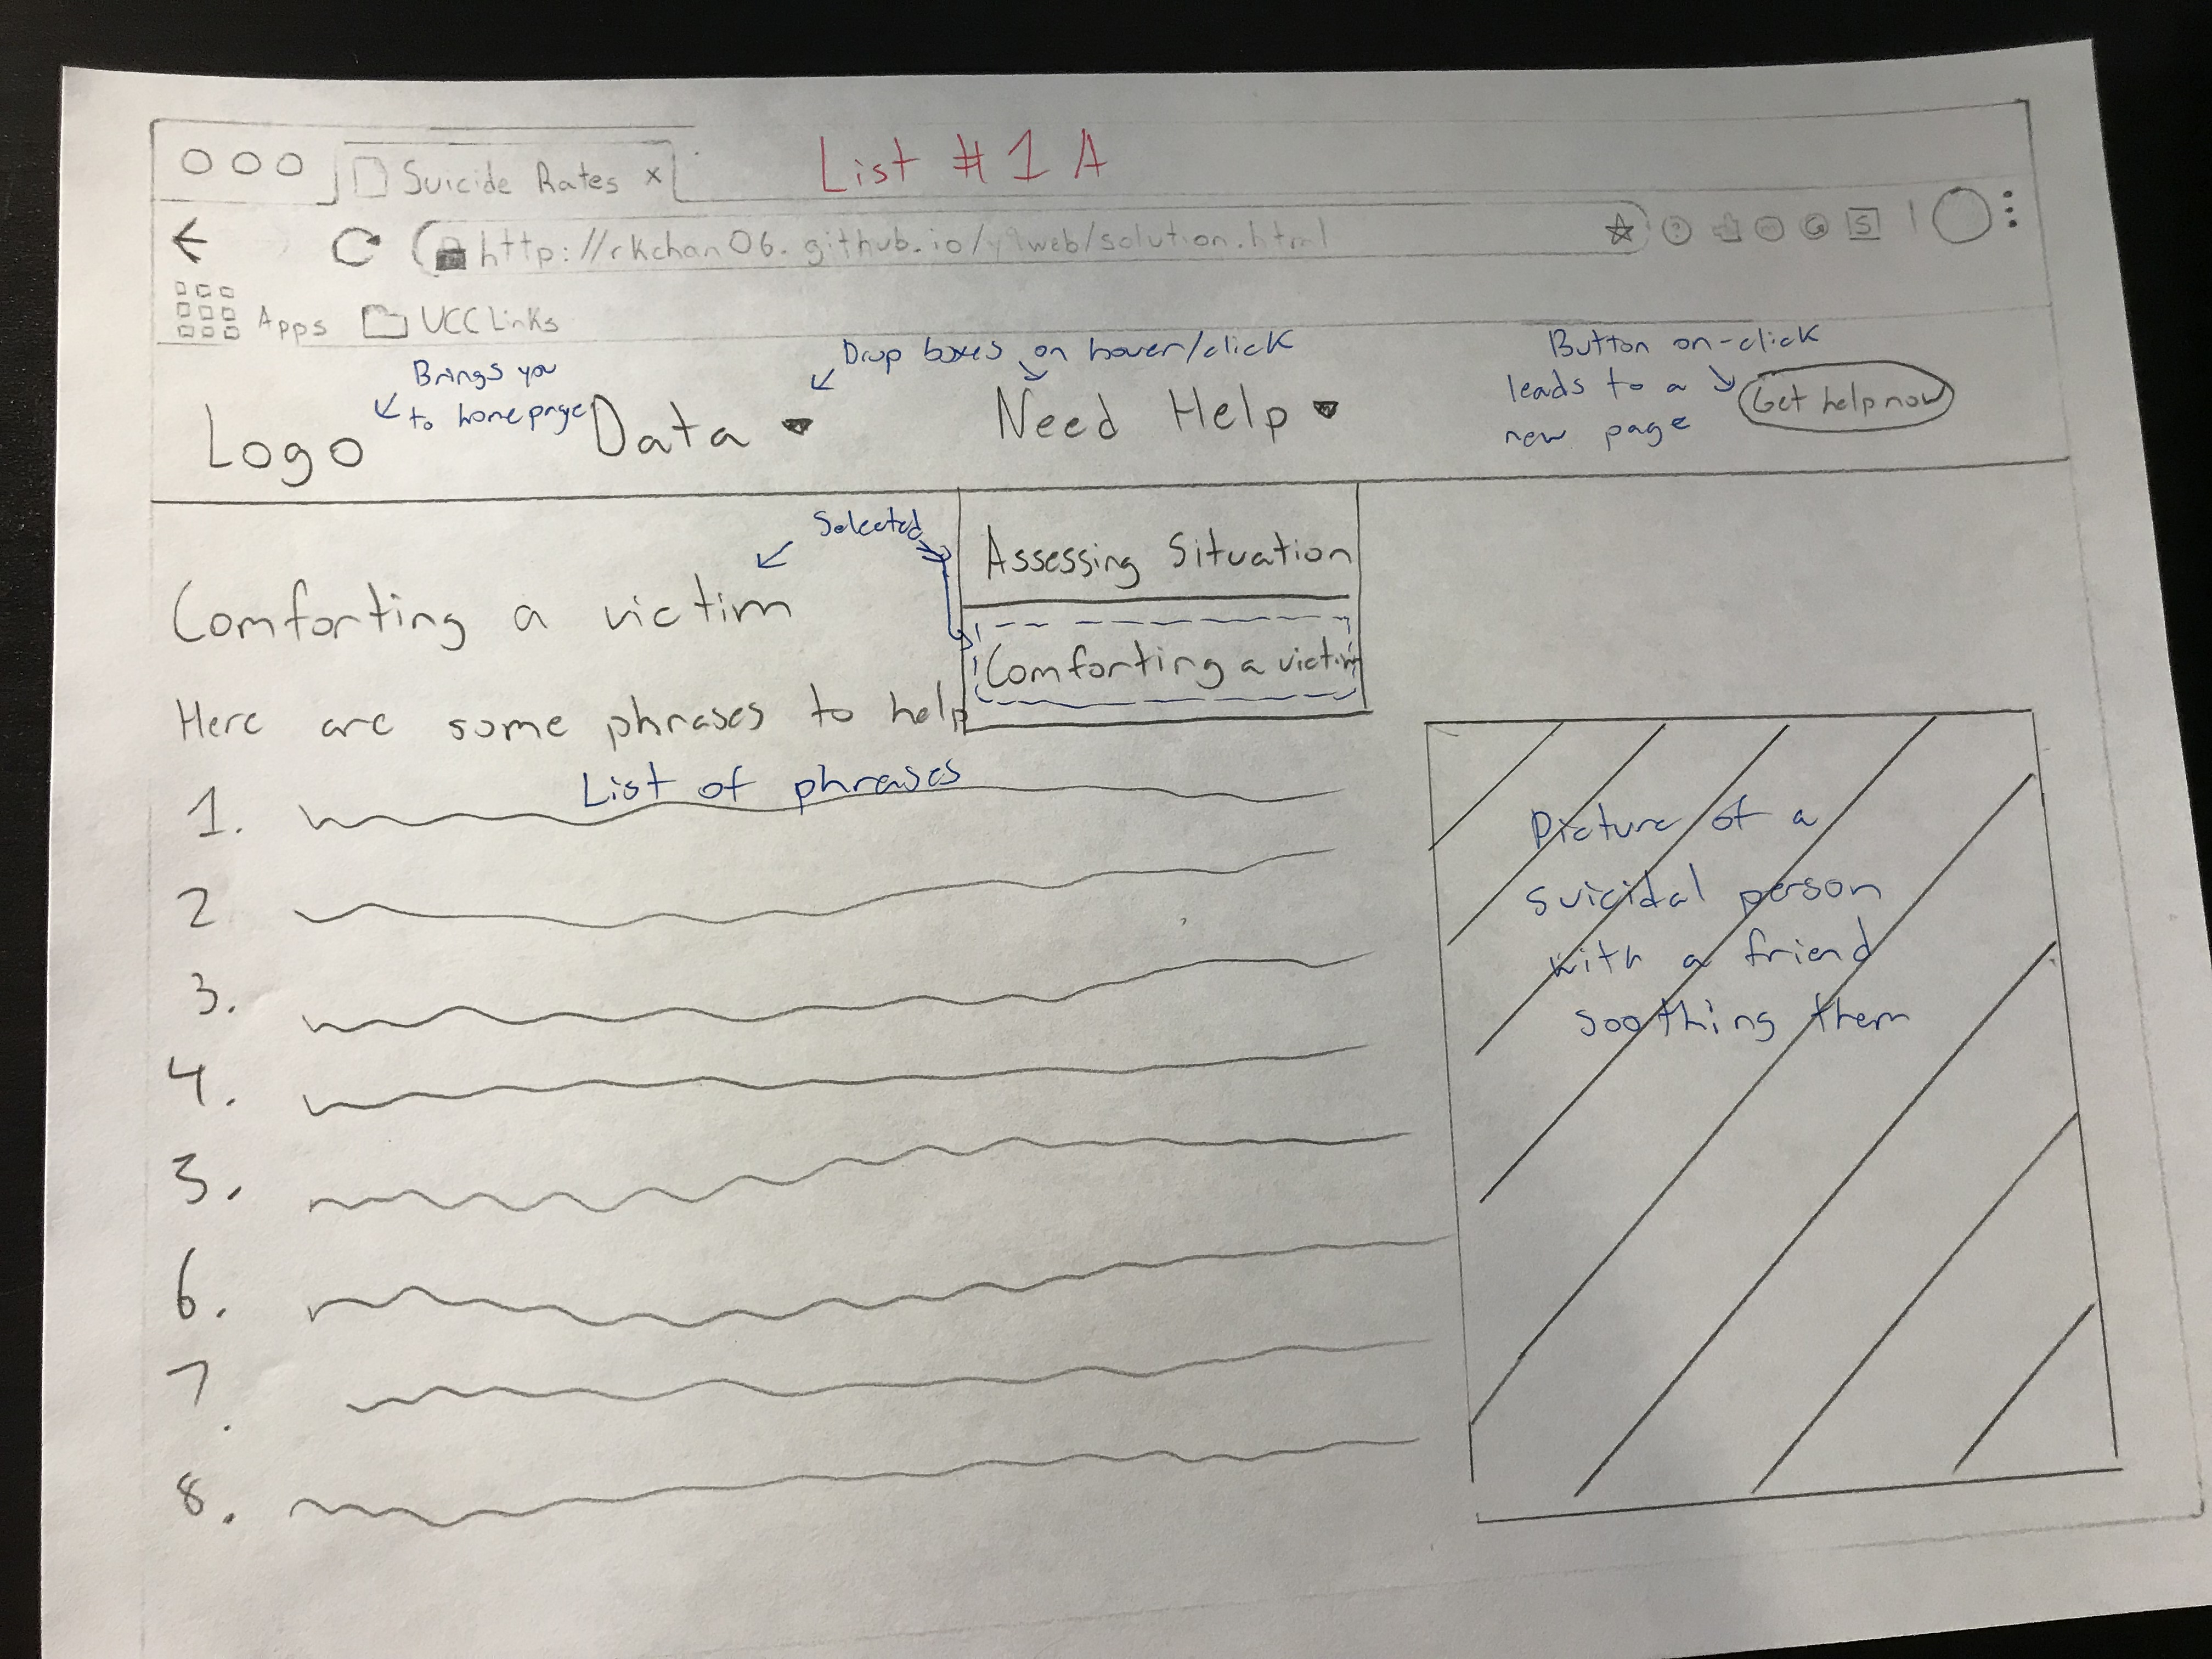 List #1A
Suicide Rates x
http://rkchan06.github.io/y9web/solution.html
Apps UCC Links
Brings you
to homepage
Drop boxes on hover/click
Button on-click
leads to a
new page
Logo Data Need Help Get help now
Selected
Assessing Situation
Comforting a victim
Comforting a victim
Here are some phrases to help
List of phrases
1.
2
3.
4.
5.
6.
7.
8.
Picture of a
suicidal person
with a friend
soothing them